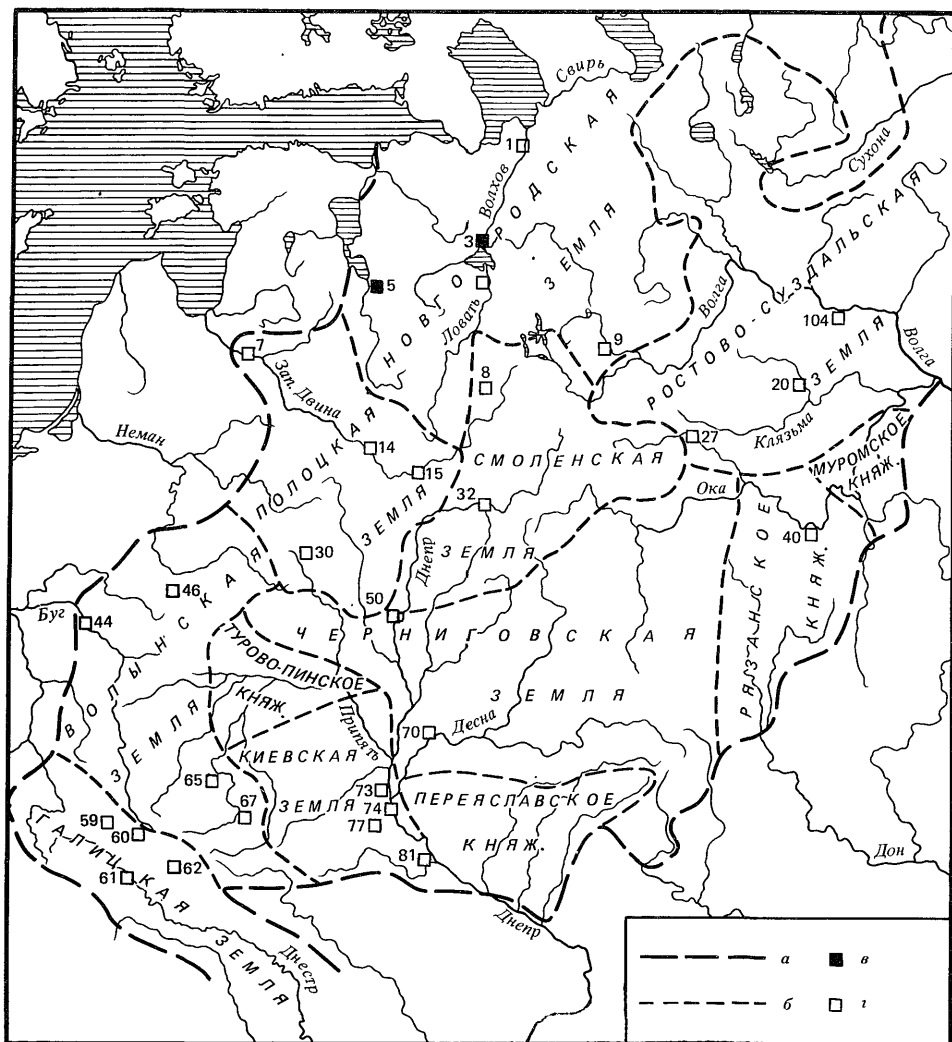 Свирь
1
Волхов
Сухона
НОВГОРОДСКАЯ
ЗЕМЛЯ
3
5
Ловать
Волга
РОСТОВО-СУЗДАЛЬСКАЯ
ЗЕМЛЯ
104
Волга
7
9
8
20
Зап. Двина
Неман
Клязьма
27
14
15
ПОЛОЦКАЯ
ЗЕМЛЯ
СМОЛЕНСКАЯ
ЗЕМЛЯ
МУРОМСКОЕ
КНЯЖ.
Ока
32
40
30
Днепр
46
50
Буг
44
ЧЕРНИГОВСКАЯ
ЗЕМЛЯ
РЯЗАНСКОЕ
КНЯЖ.
ВОЛЫНСКАЯ
ЗЕМЛЯ
ТУРОВО-ПИНСКОЕ
КНЯЖ.
Припять
70
Десна
КИЕВСКАЯ
ЗЕМЛЯ
65
67
73
74
77
ПЕРЕЯСЛАВСКОЕ
КНЯЖ.
59
60
61
62
81
ГАЛИЦКАЯ
ЗЕМЛЯ
Дон
Днепр
Днестр
а
в
б
г